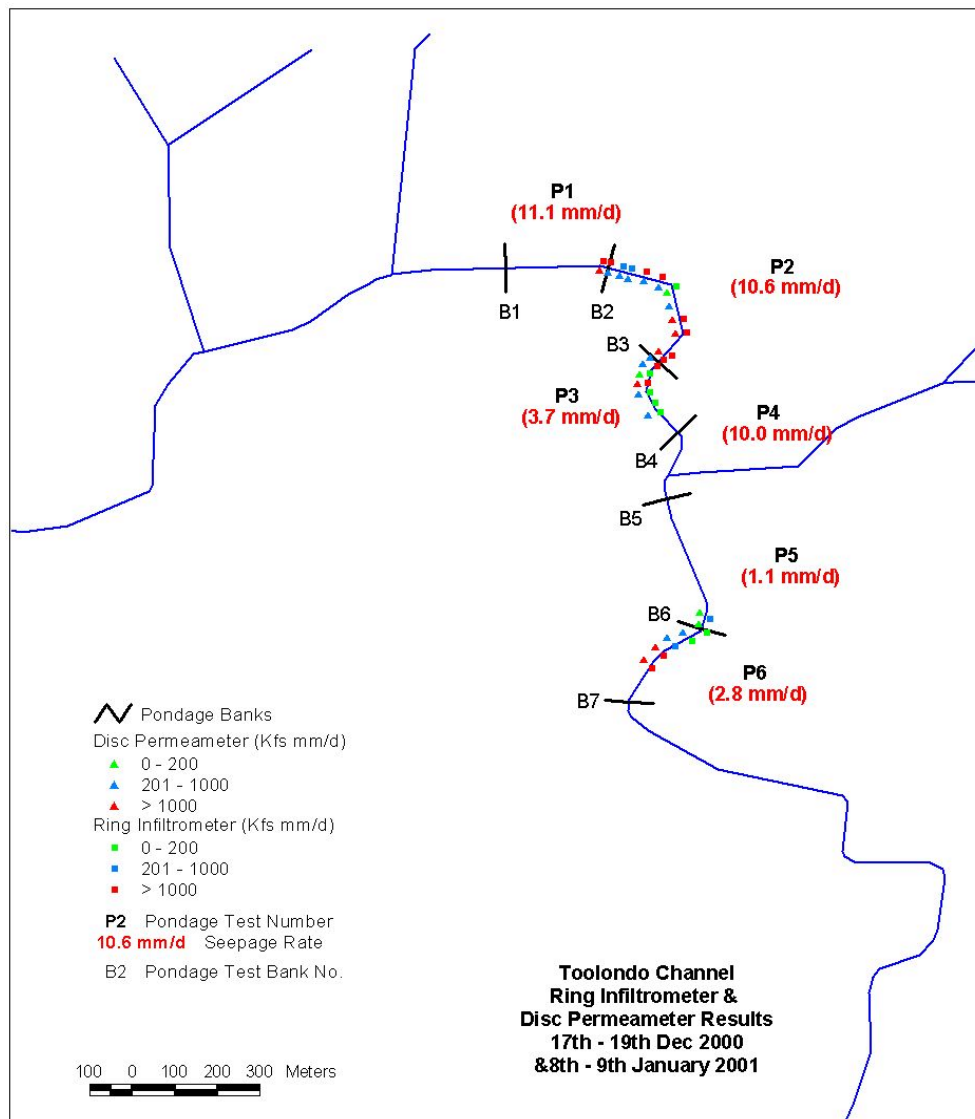 P1
(11.1 mm/d)
P2
(10.6 mm/d)
B1
B2
B3
P3
(3.7 mm/d)
P4
(10.0 mm/d)
B4
B5
P5
(1.1 mm/d)
B6
P6
(2.8 mm/d)
B7
Pondage Banks
Disc Permeameter (Kfs mm/d)
0 - 200
201 - 1000
> 1000
Ring Infiltrometer (Kfs mm/d)
0 - 200
201 - 1000
> 1000
P2 Pondage Test Number
10.6 mm/d Seepage Rate
B2 Pondage Test Bank No.
Toolondo Channel
Ring Infiltrometer &
Disc Permeameter Results
17th - 19th Dec 2000
&8th - 9th January 2001
100 0 100 200 300 Meters